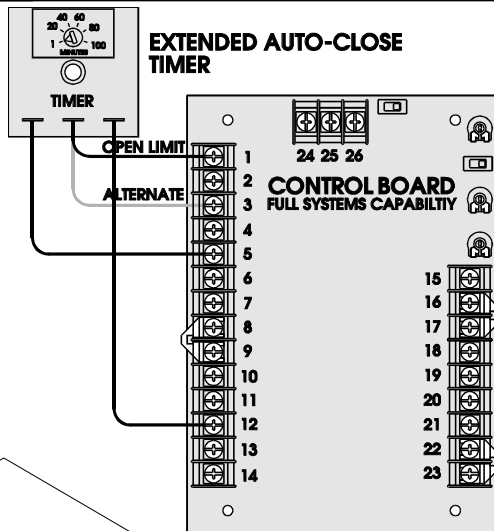 40 60
20 80
1 100
MINUTES
TIMER
EXTENDED AUTO-CLOSE
TIMER
OPEN LIMIT
ALTERNATE
24 25 26
CONTROL BOARD
FULL SYSTEMS CAPABILTIY
1
2
3
4
5
6
7
8
9
10
11
12
13
14
15
16
17
18
19
20
21
22
23